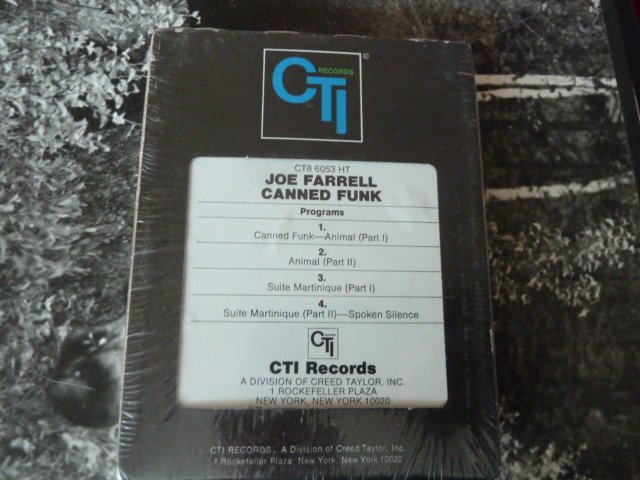 CTI RECORDS ©
CT8 6053 HT
JOE FARRELL
CANNED FUNK
Programs
1.
Canned Funk—Animal (Part I)
2.
Animal (Part II)
3.
Suite Martinique (Part I)
4.
Suite Martinique (Part II)—Spoken Silence
CTI
CTI Records
A DIVISION OF CREED TAYLOR, INC.
1 ROCKEFELLER PLAZA
NEW YORK, NEW YORK 10020
CTI RECORDS, A Division of Creed Taylor, Inc.
1 Rockefeller Plaza, New York, New York 10020